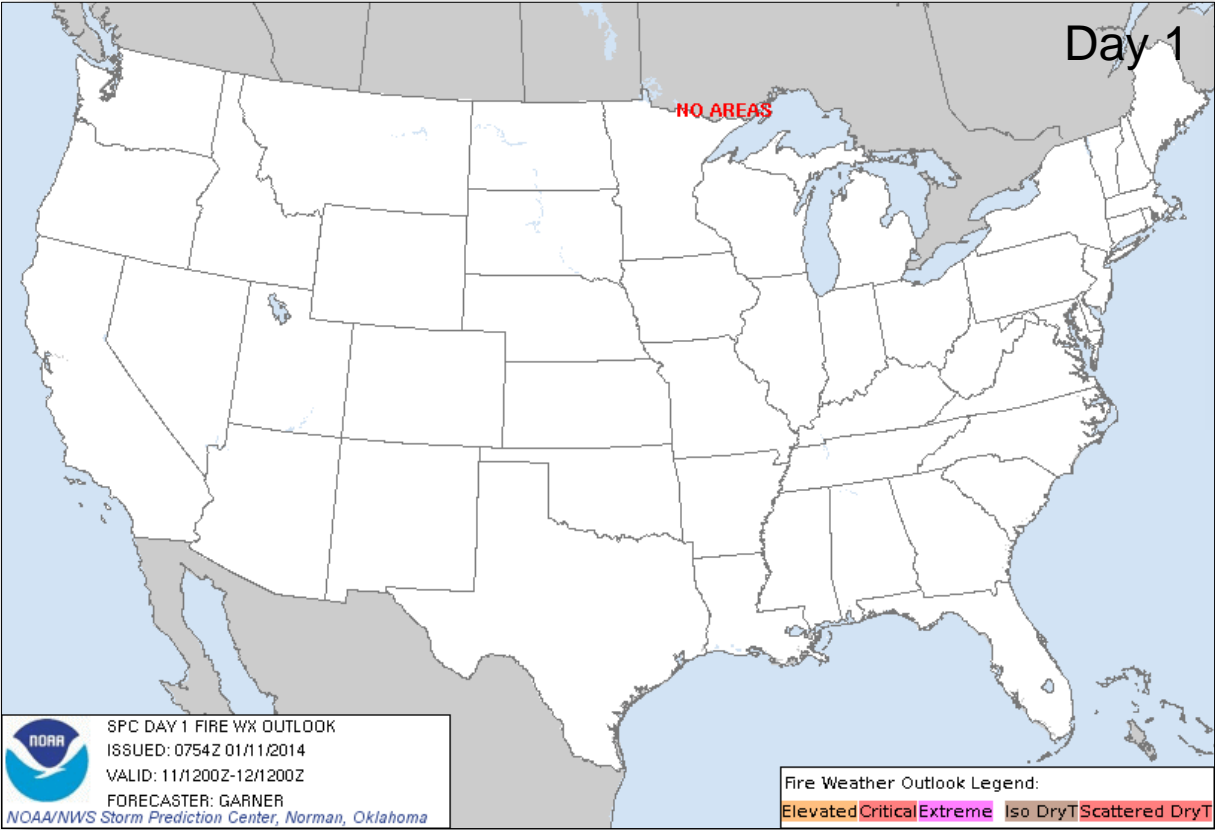 Day 1
NO AREAS
NOAA
SPC DAY 1 FIRE WX OUTLOOK
ISSUED: 0754Z 01/11/2014
VALID: 11/1200Z-12/1200Z
FORECASTER: GARNER
NOAA/NWS Storm Prediction Center, Norman, Oklahoma
Fire Weather Outlook Legend:
Elevated Critical Extreme Iso DryT Scattered DryT